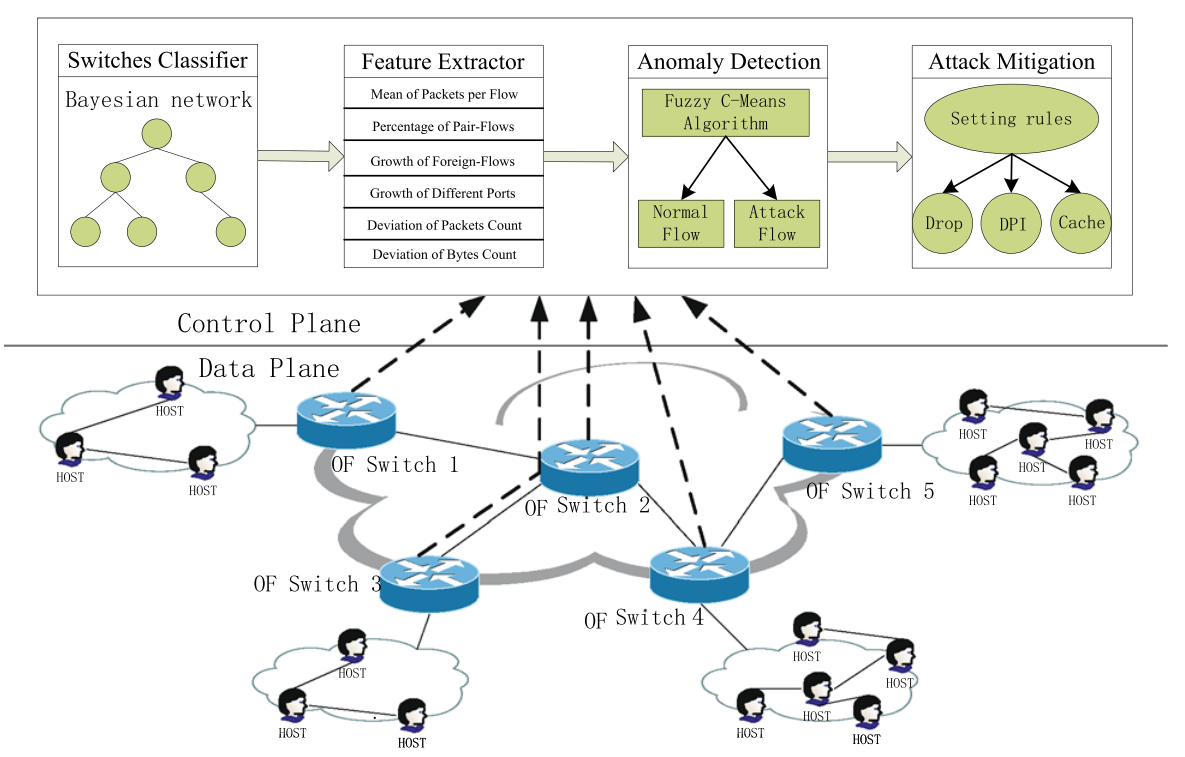 Switches Classifier
Bayesian network
Feature Extractor
Mean of Packets per Flow
Percentage of Pair-Flows
Growth of Foreign-Flows
Growth of Different Ports
Deviation of Packets Count
Deviation of Bytes Count
Anomaly Detection
Fuzzy C-Means
Algorithm
Normal
Flow
Attack
Flow
Attack Mitigation
Setting rules
Drop
DPI
Cache
Control Plane
Data Plane
HOST
HOST
HOST
OF Switch 1
OF Switch 2
OF Switch 3
OF Switch 4
OF Switch 5
HOST
HOST
HOST
HOST
HOST
HOST
HOST
HOST
HOST
HOST
HOST
HOST
HOST